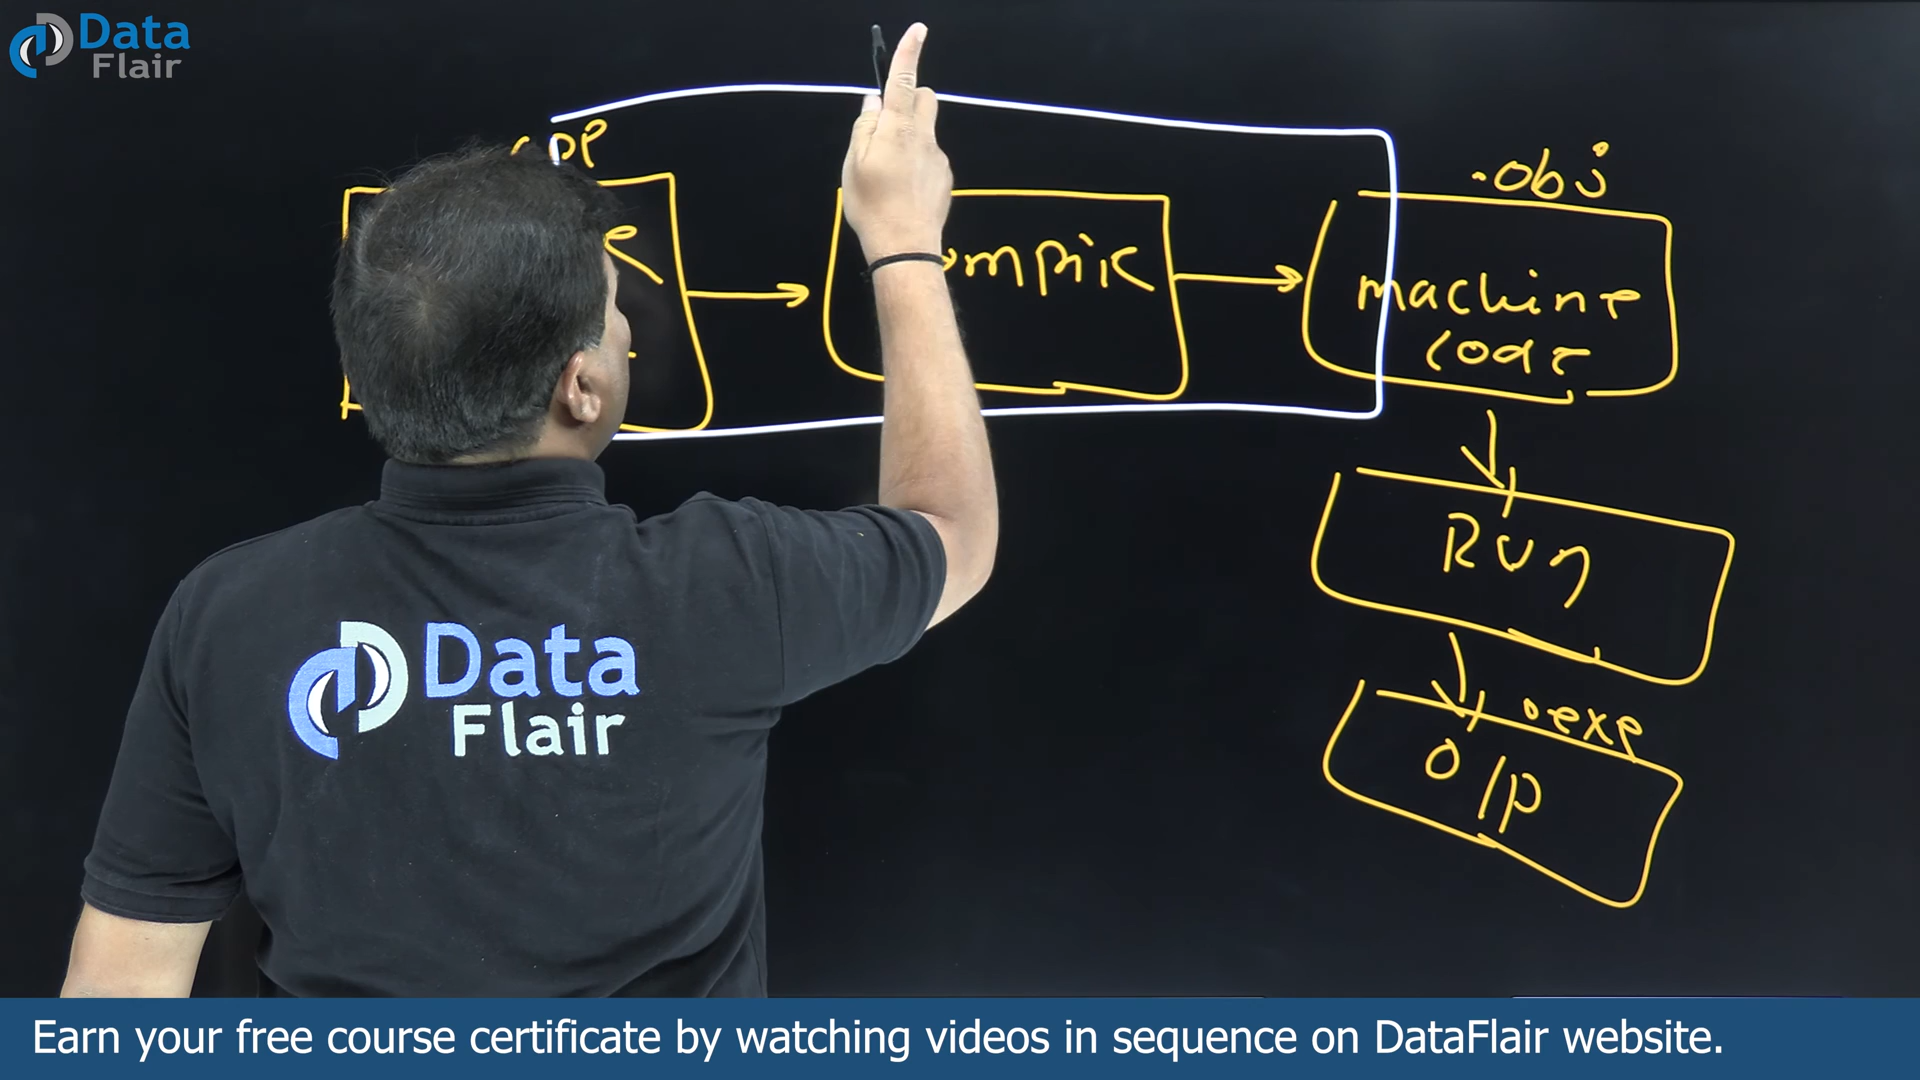 Data
Flair
.obj
machine
code
Run
.exe
O/P
Data
Flair
Earn your free course certificate by watching videos in sequence on DataFlair website.